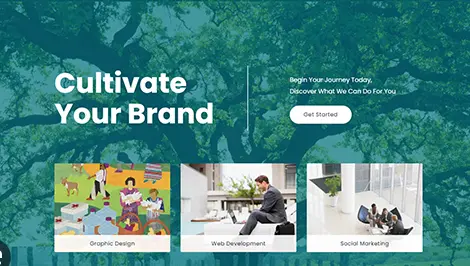 Cultivate
Your Brand
Begin Your Journey Today,
Discover What We Can Do For You
Get Started
Graphic Design
Web Development
Social Marketing